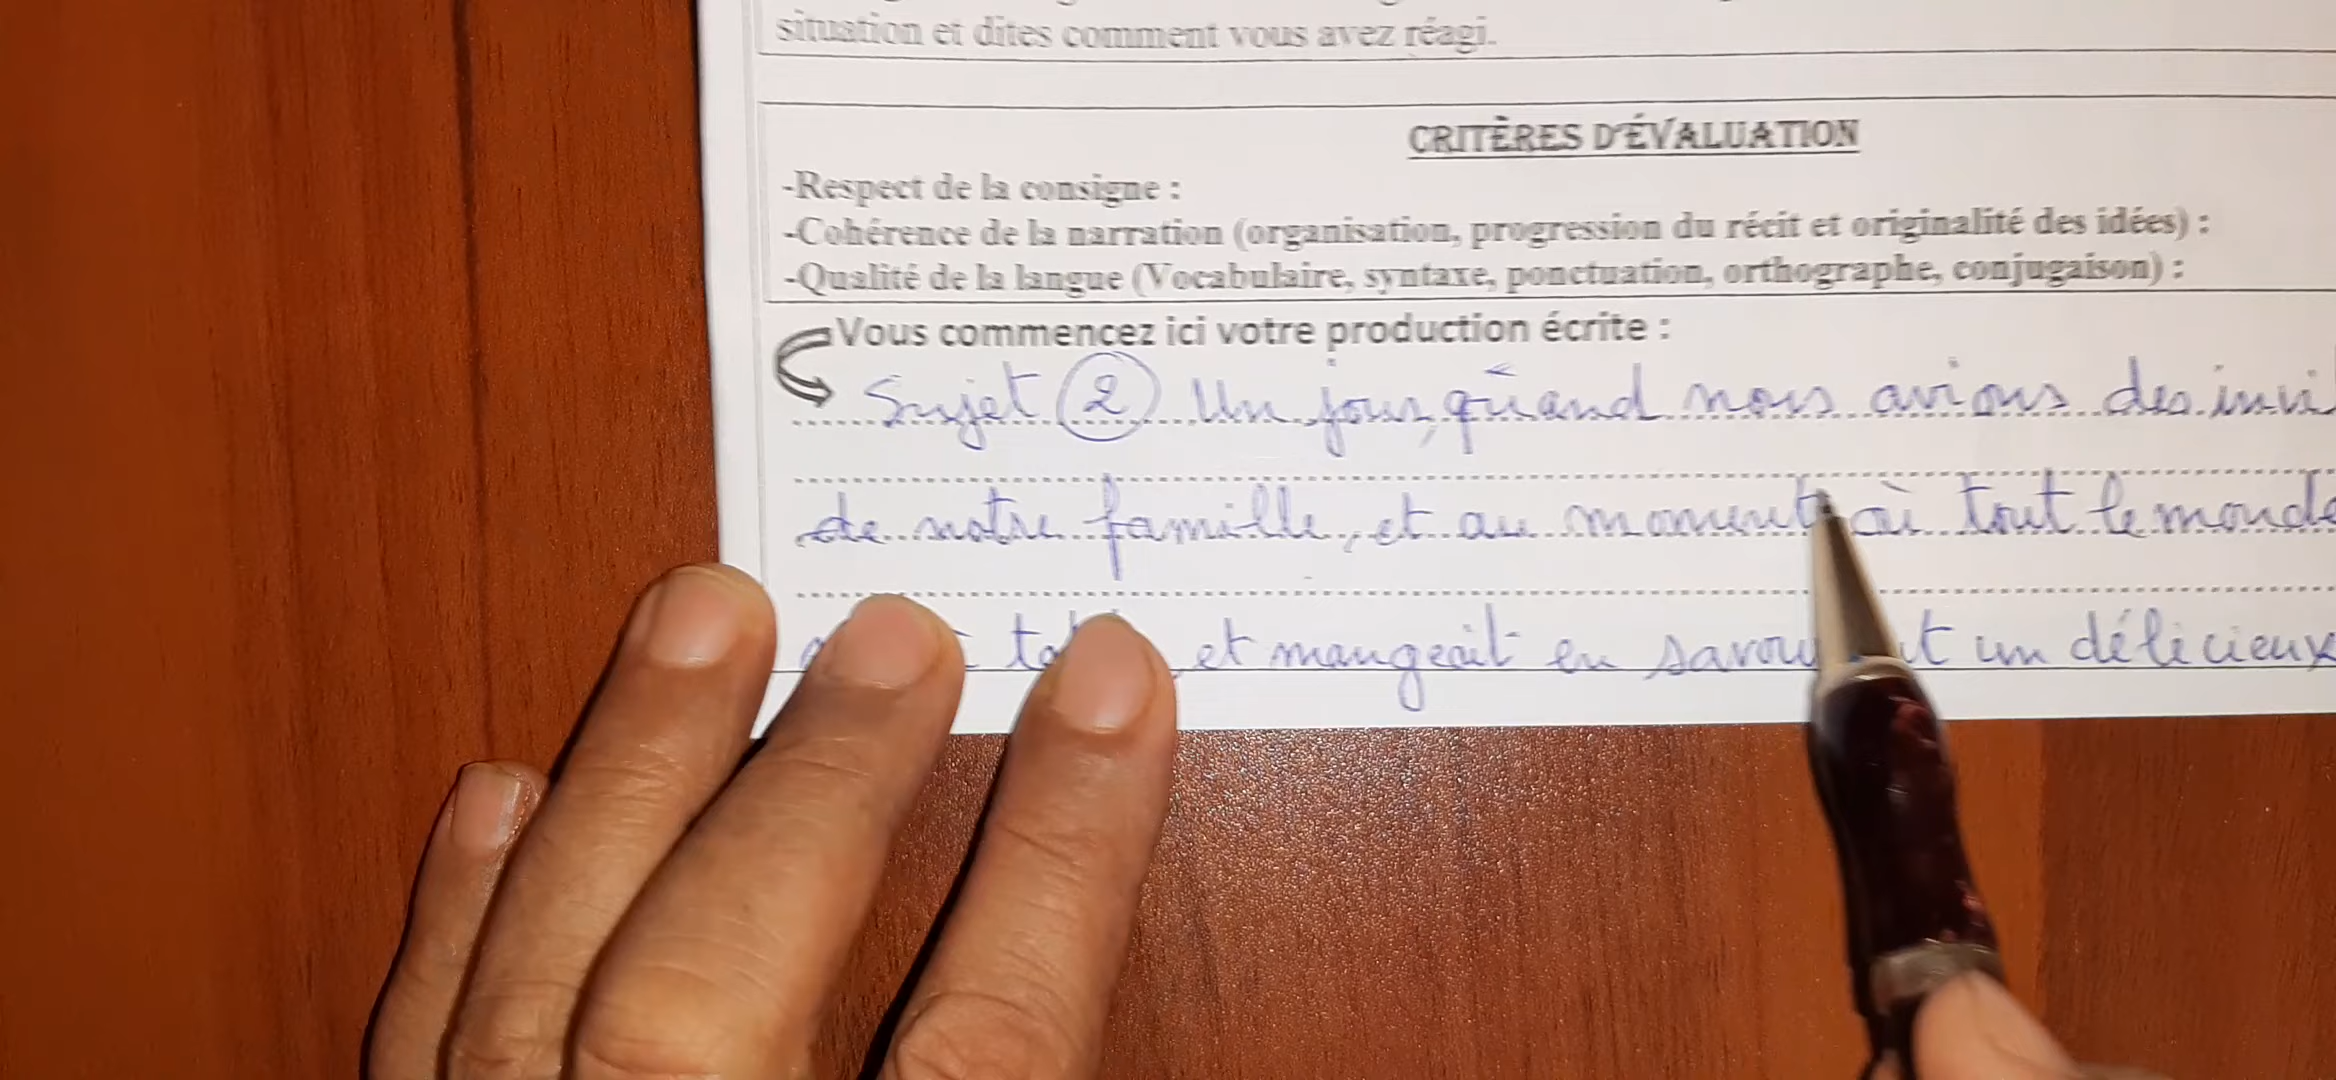 situation et dites comment vous avez réagi.
CRITÈRES D'ÉVALUATION
-Respect de la consigne :
-Cohérence de la narration (organisation, progression du récit et originalité des idées) :
-Qualité de la langue (Vocabulaire, syntaxe, ponctuation, orthographe, conjugaison) :
Vous commencez ici votre production écrite :
Sujet 2 Un jour, quand nous avions des invi
de notre famille, et au moment où tout le monde
et mangeait en un délicieux